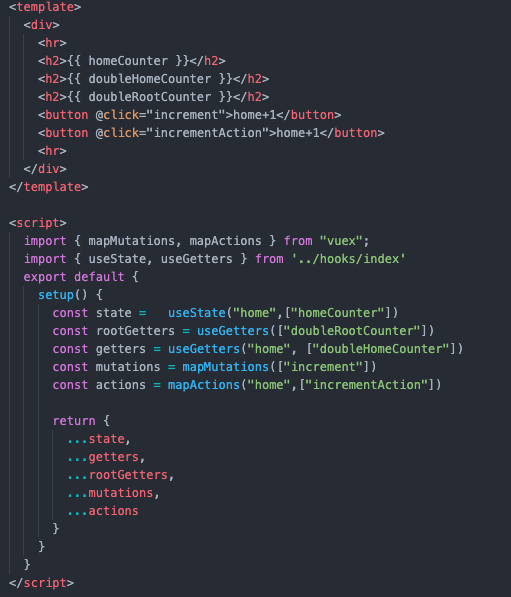 <template>
  <div>
    <hr>
    <h2>{{ homeCounter }}</h2>
    <h2>{{ doubleHomeCounter }}</h2>
    <h2>{{ doubleRootCounter }}</h2>
    <button @click="increment">home+1</button>
    <button @click="incrementAction">home+1</button>
    <hr>
  </div>
</template>

<script>
  import { mapMutations, mapActions } from "vuex";
  import { useState, useGetters } from '../hooks/index'
  export default {
    setup() {
      const state =   useState("home",["homeCounter"])
      const rootGetters = useGetters(["doubleRootCounter"])
      const getters = useGetters("home", ["doubleHomeCounter"])
      const mutations = mapMutations(["increment"])
      const actions = mapActions("home",["incrementAction"])

      return {
        ...state,
        ...getters,
        ...rootGetters,
        ...mutations,
        ...actions
      }
    }
  }
</script>